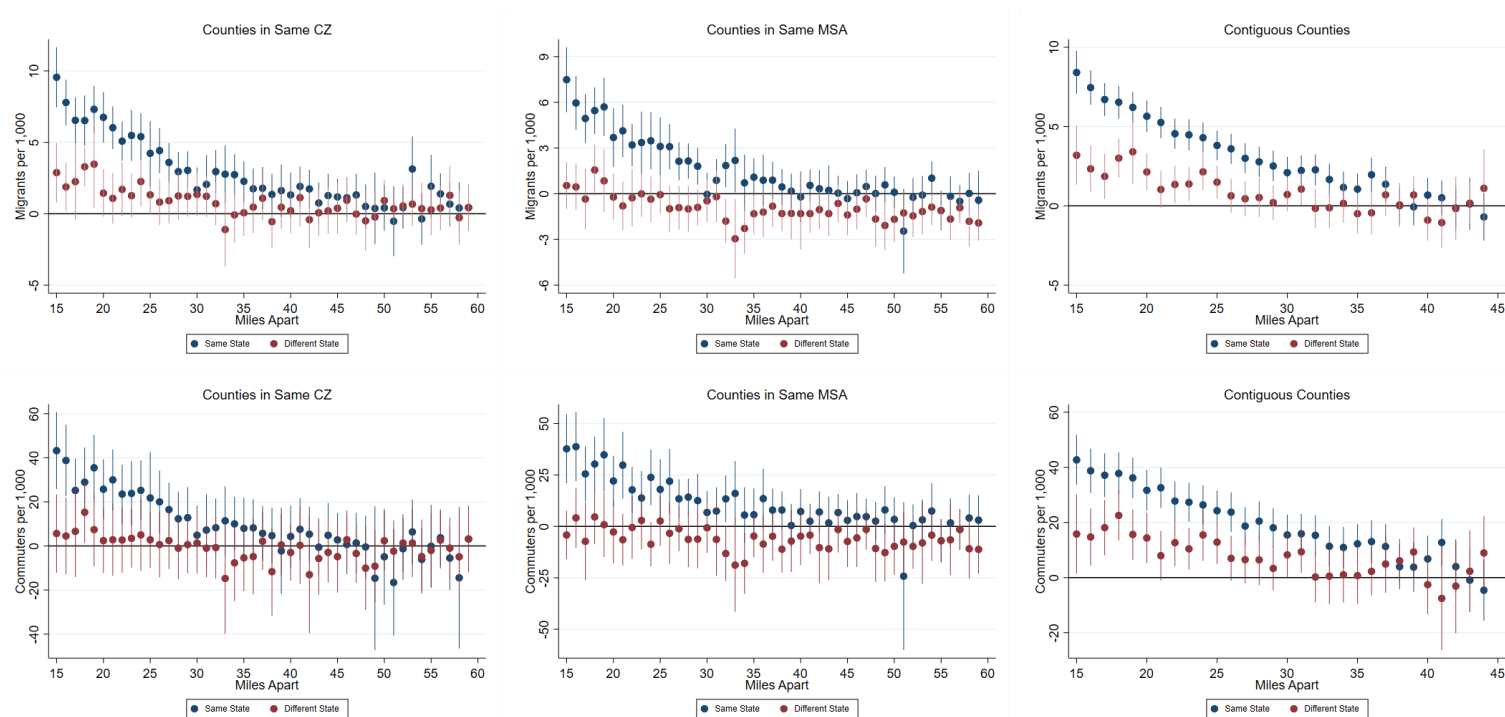 Counties in Same CZ
Migrants per 1,000
10
5
0
-5
15 20 25 30 35 40 45 50 55 60
Miles Apart
Same State Different State
Counties in Same MSA
Migrants per 1,000
9
6
3
0
-3
-6
15 20 25 30 35 40 45 50 55 60
Miles Apart
Same State Different State
Contiguous Counties
Migrants per 1,000
10
5
0
-5
15 20 25 30 35 40 45
Miles Apart
Same State Different State
Counties in Same CZ
Commuters per 1,000
60
40
20
0
-20
-40
15 20 25 30 35 40 45 50 55 60
Miles Apart
Same State Different State
Counties in Same MSA
Commuters per 1,000
50
25
0
-25
-50
15 20 25 30 35 40 45 50 55 60
Miles Apart
Same State Different State
Contiguous Counties
Commuters per 1,000
60
40
20
0
-20
15 20 25 30 35 40 45
Miles Apart
Same State Different State